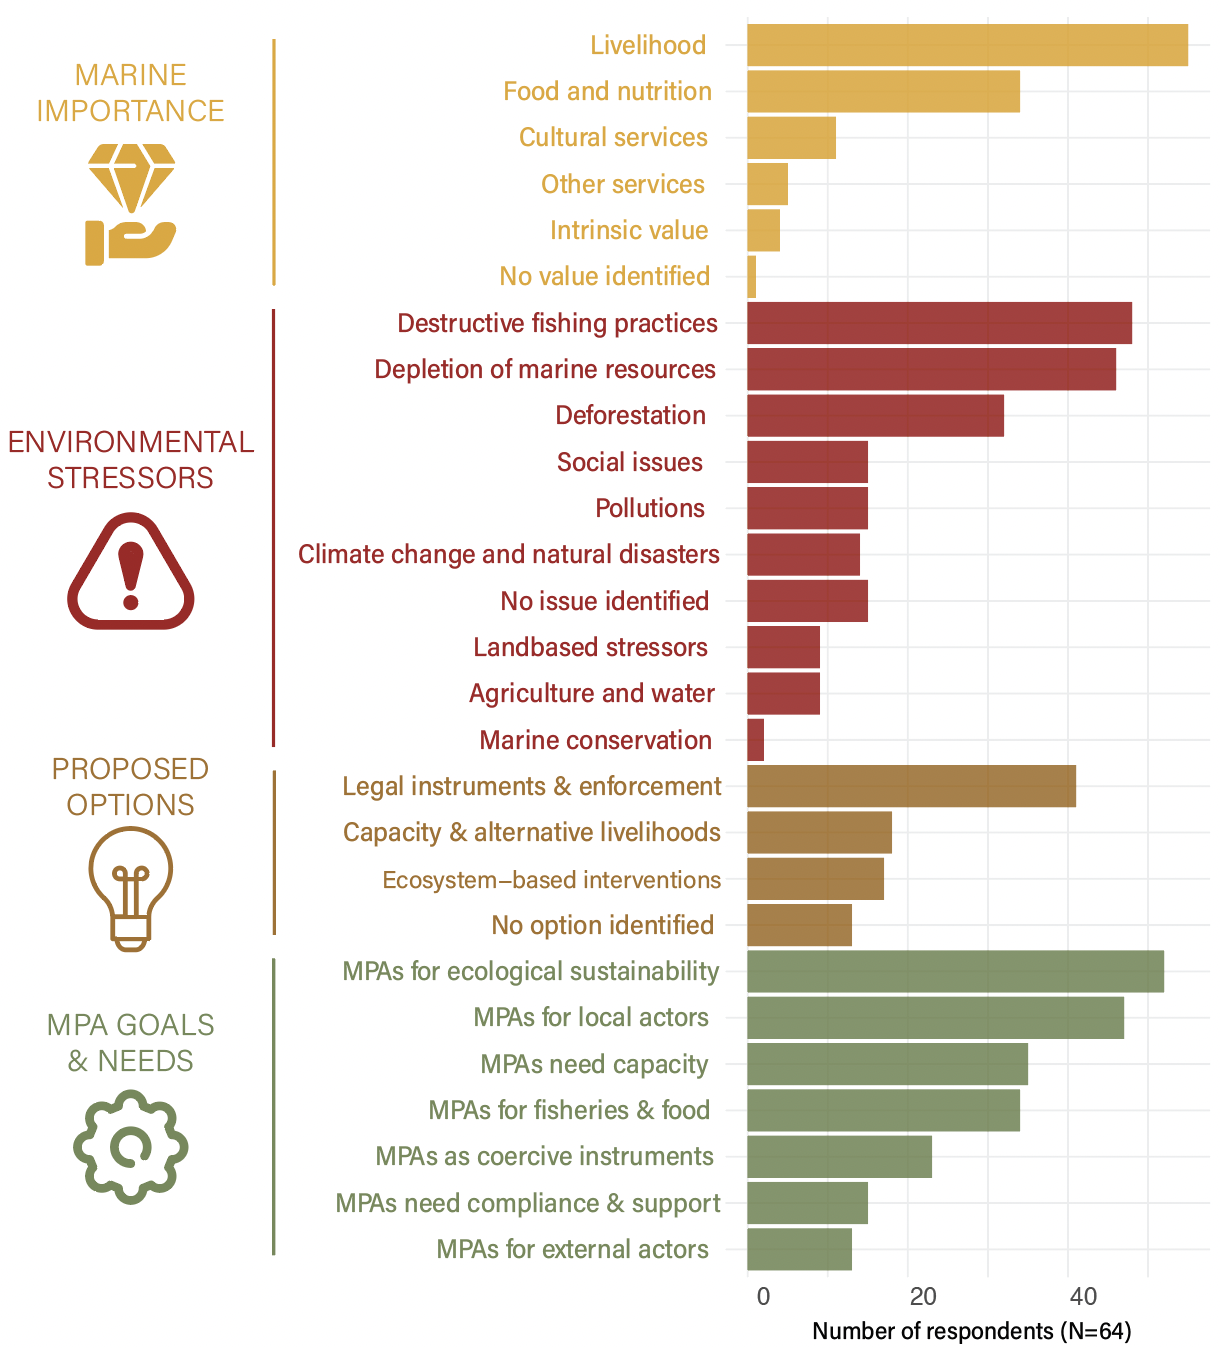 MARINE
IMPORTANCE
Livelihood
Food and nutrition
Cultural services
Other services
Intrinsic value
No value identified
ENVIRONMENTAL
STRESSORS
Destructive fishing practices
Depletion of marine resources
Deforestation
Social issues
Pollutions
Climate change and natural disasters
No issue identified
Landbased stressors
Agriculture and water
Marine conservation
PROPOSED
OPTIONS
Legal instruments & enforcement
Capacity & alternative livelihoods
Ecosystem–based interventions
No option identified
MPA GOALS
& NEEDS
MPAs for ecological sustainability
MPAs for local actors
MPAs need capacity
MPAs for fisheries & food
MPAs as coercive instruments
MPAs need compliance & support
MPAs for external actors
0 20 40
Number of respondents (N=64)